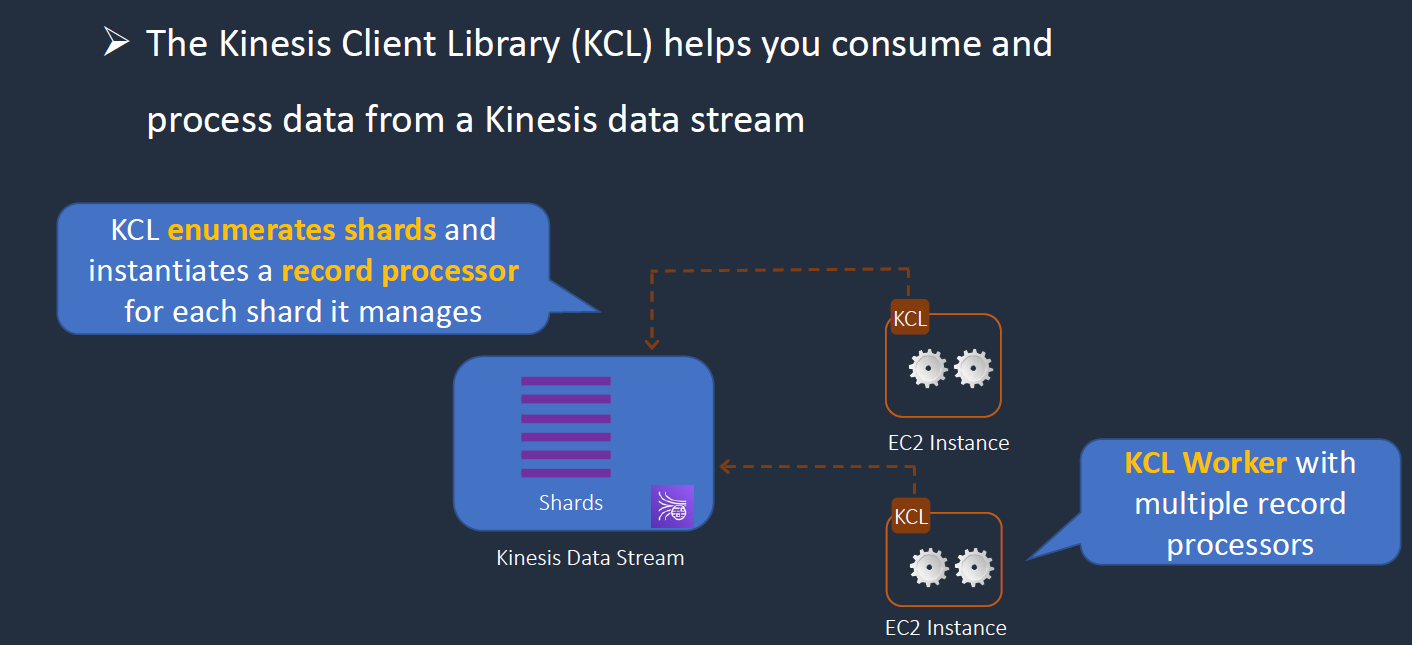 The Kinesis Client Library (KCL) helps you consume and
process data from a Kinesis data stream
KCL enumerates shards and
instantiates a record processor
for each shard it manages
KCL
EC2 Instance
Shards
Kinesis Data Stream
KCL Worker with
multiple record
processors
KCL
EC2 Instance